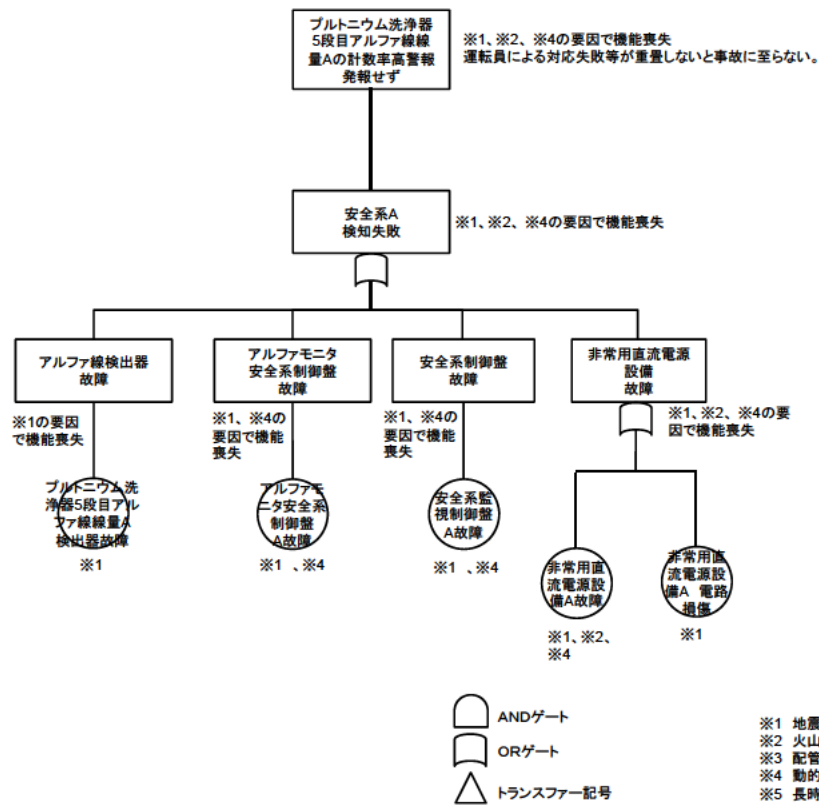 プルトニウム洗浄器
5段目アルファ線線
量Aの計数率高警報
発報せず
※1、※2、※4の要因で機能喪失
運転員による対応失敗等が重畳しないと事故に至らない。
安全系A
検知失敗
※1、※2、※4の要因で機能喪失
アルファ線検出器
故障
アルファモニタ
安全系制御盤
故障
安全系制御盤
故障
非常用直流電源
設備
故障
※1の要因
で機能喪失
※1、※4の
要因で機能
喪失
※1、※4の
要因で機能
喪失
※1、※2、※4の要
因で機能喪失
プルトニウム洗
浄器5段目アル
ファ線線量A
検出器故障
※1
アルファモ
ニタ安全系
制御盤
A故障
※1 、※4
安全系監
視制御盤
A故障
※1 、※4
非常用直
流電源設
備A故障
※1、※2、
※4
非常用直
流電源設
備A 電路
損傷
※1
ANDゲート
ORゲート
トランスファー記号
※1 地震
※2 火山
※3 配管
※4 動的
※5 長時